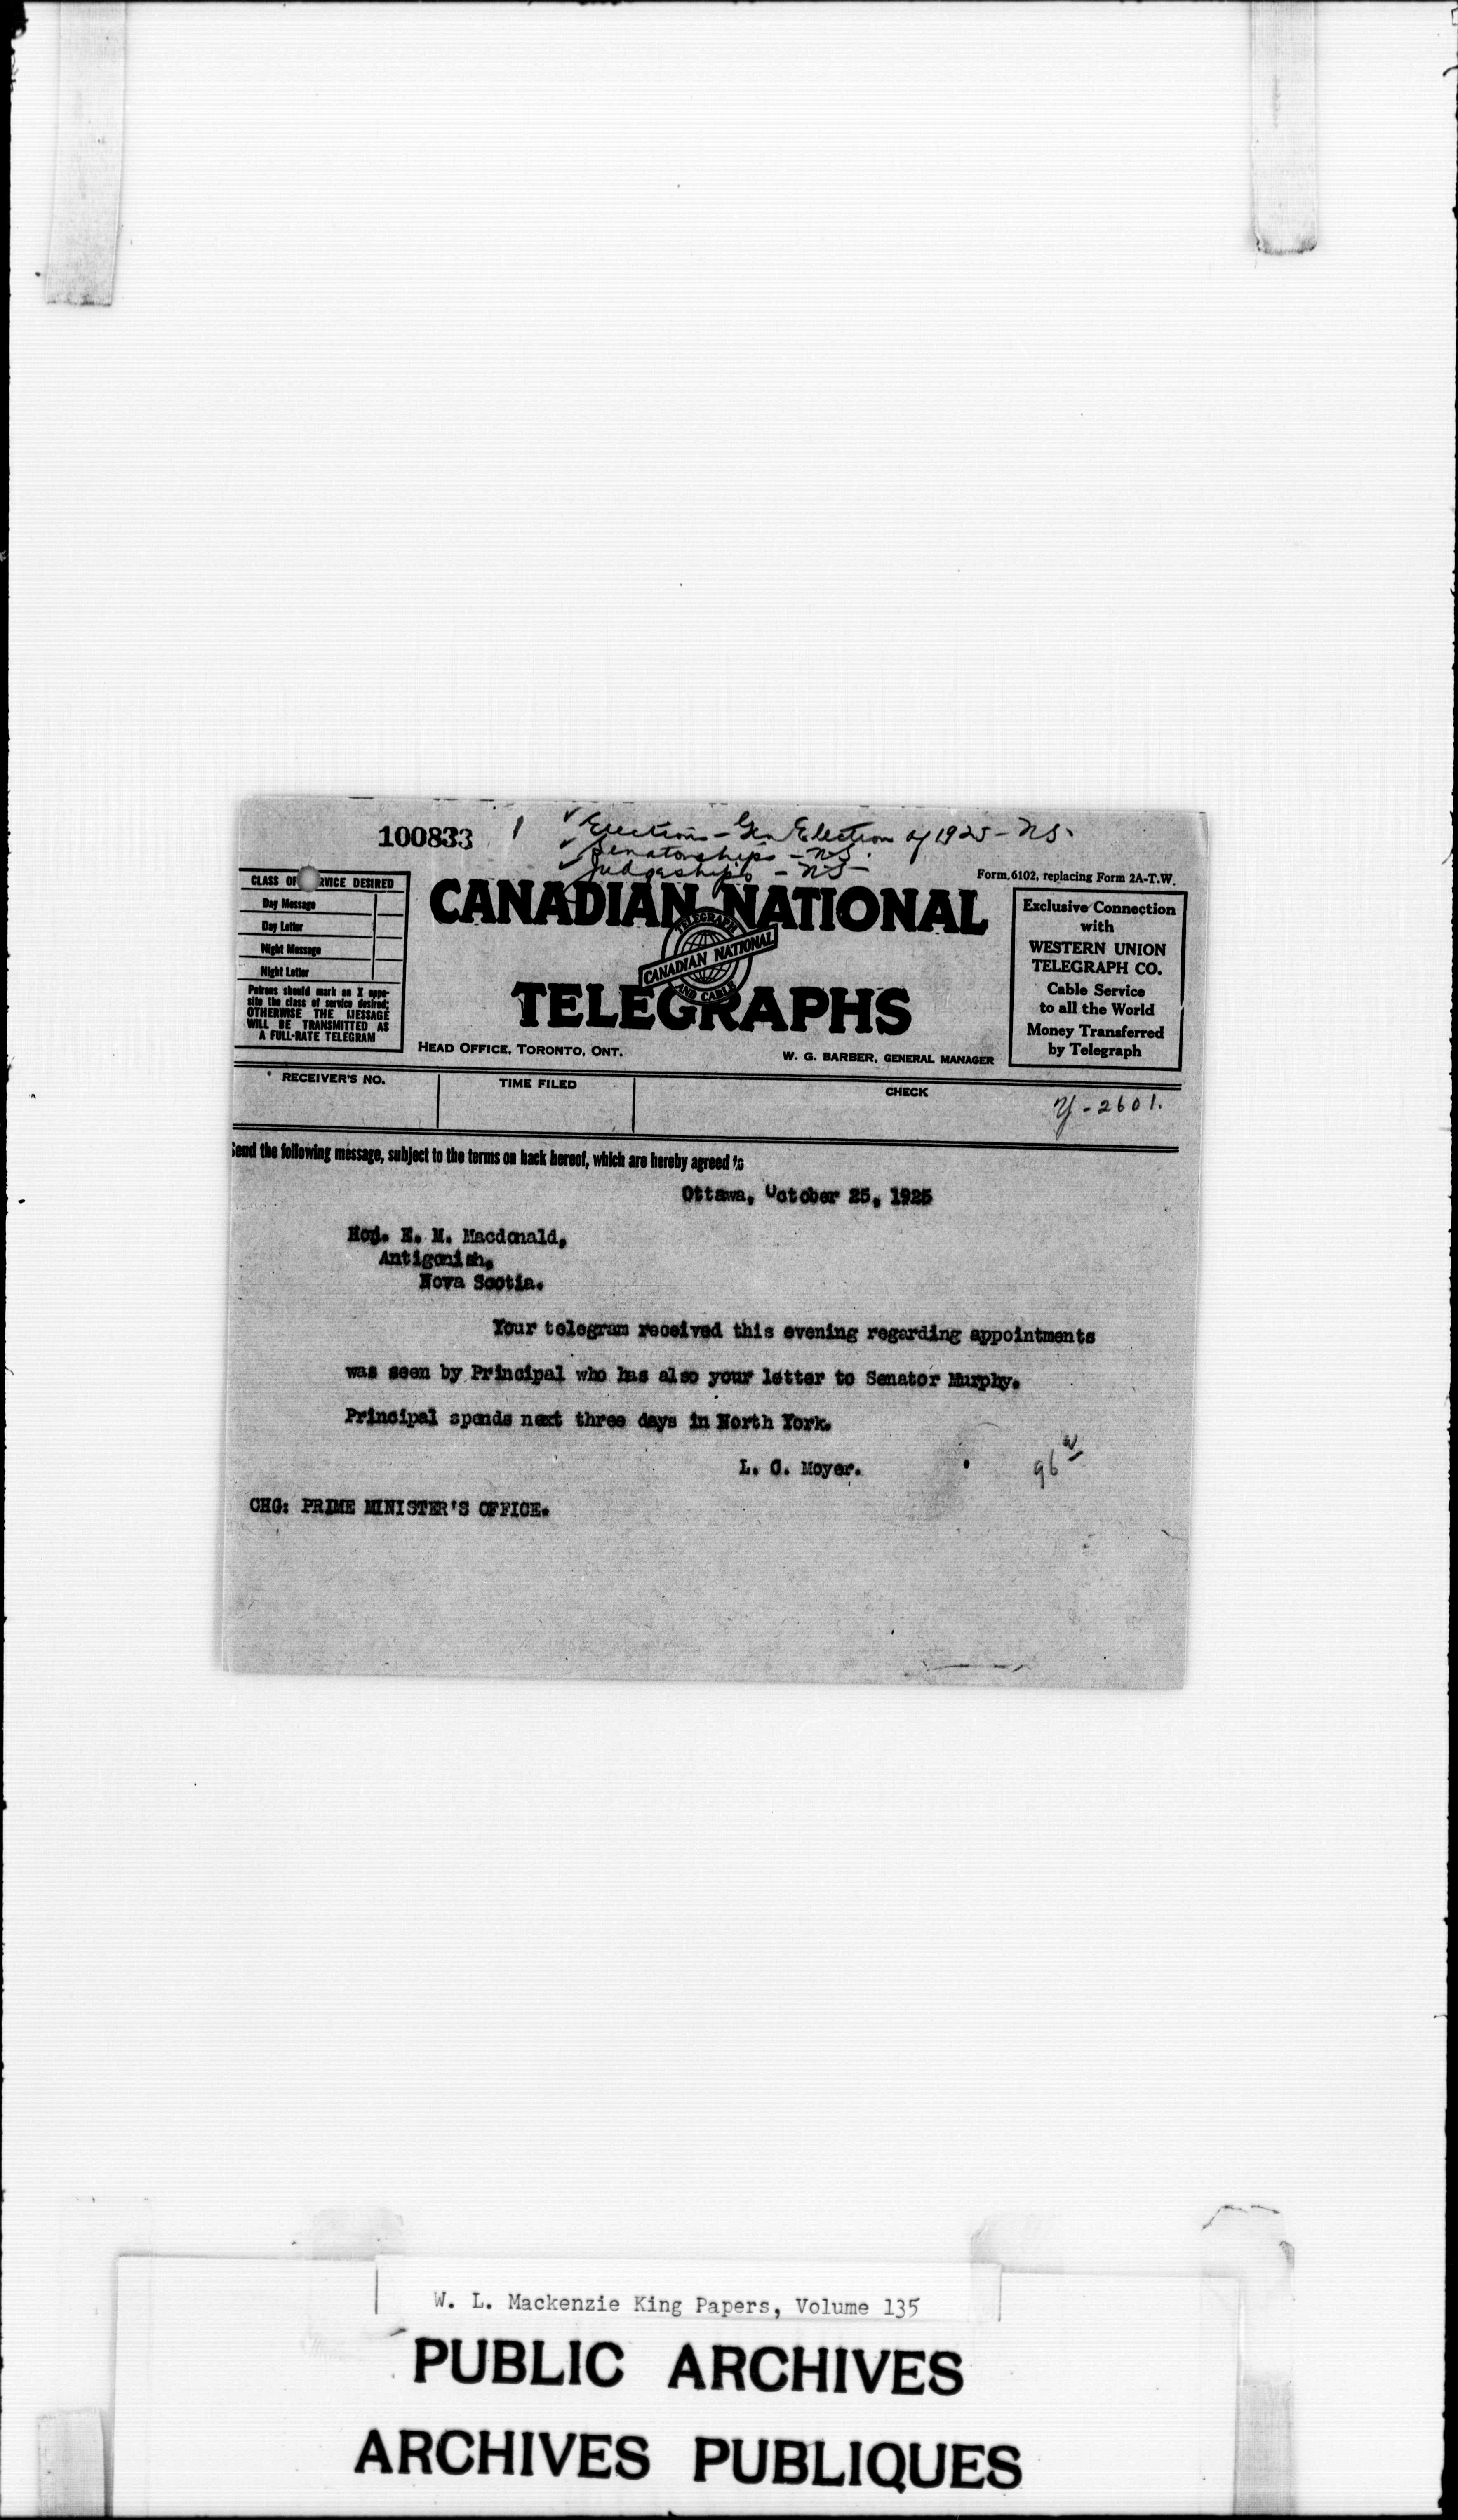 100833
Elections - Gen Election of 1925 - NS.
Senatorships - NS.
Judgeships - NS -
Form. 6102, replacing Form 2A-T.W.
CLASS OF RVICE DESIRED
Day Message
Day Letter
Night Message
Night Letter
Patrons should mark an X oppo-
site the class of service desired;
OTHERWISE THE MESSAGE
WILL BE TRANSMITTED AS
A FULL-RATE TELEGRAM
CANADIAN NATIONAL
TELEGRAPH
CANADIAN NATIONAL
AND CABLE
TELEGRAPHS
HEAD OFFICE, TORONTO, ONT.
W. G. BARBER, GENERAL MANAGER
Exclusive Connection
with
WESTERN UNION
TELEGRAPH CO.
Cable Service
to all the World
Money Transferred
by Telegraph
RECEIVER'S NO.
TIME FILED
CHECK
Y-2601.
Send the following message, subject to the terms on back hereof, which are hereby agreed to
Ottawa, October 25, 1925
Hon. E. M. Macdonald,
Antigonish,
Nova Scotia.
Your telegram received this evening regarding appointments
was seen by Principal who has also your letter to Senator Murphy.
Principal spends next three days in North York.
L. C. Moyer.
96
CHG: PRIME MINISTER'S OFFICE.
W. L. Mackenzie King Papers, Volume 135
PUBLIC ARCHIVES
ARCHIVES PUBLIQUES